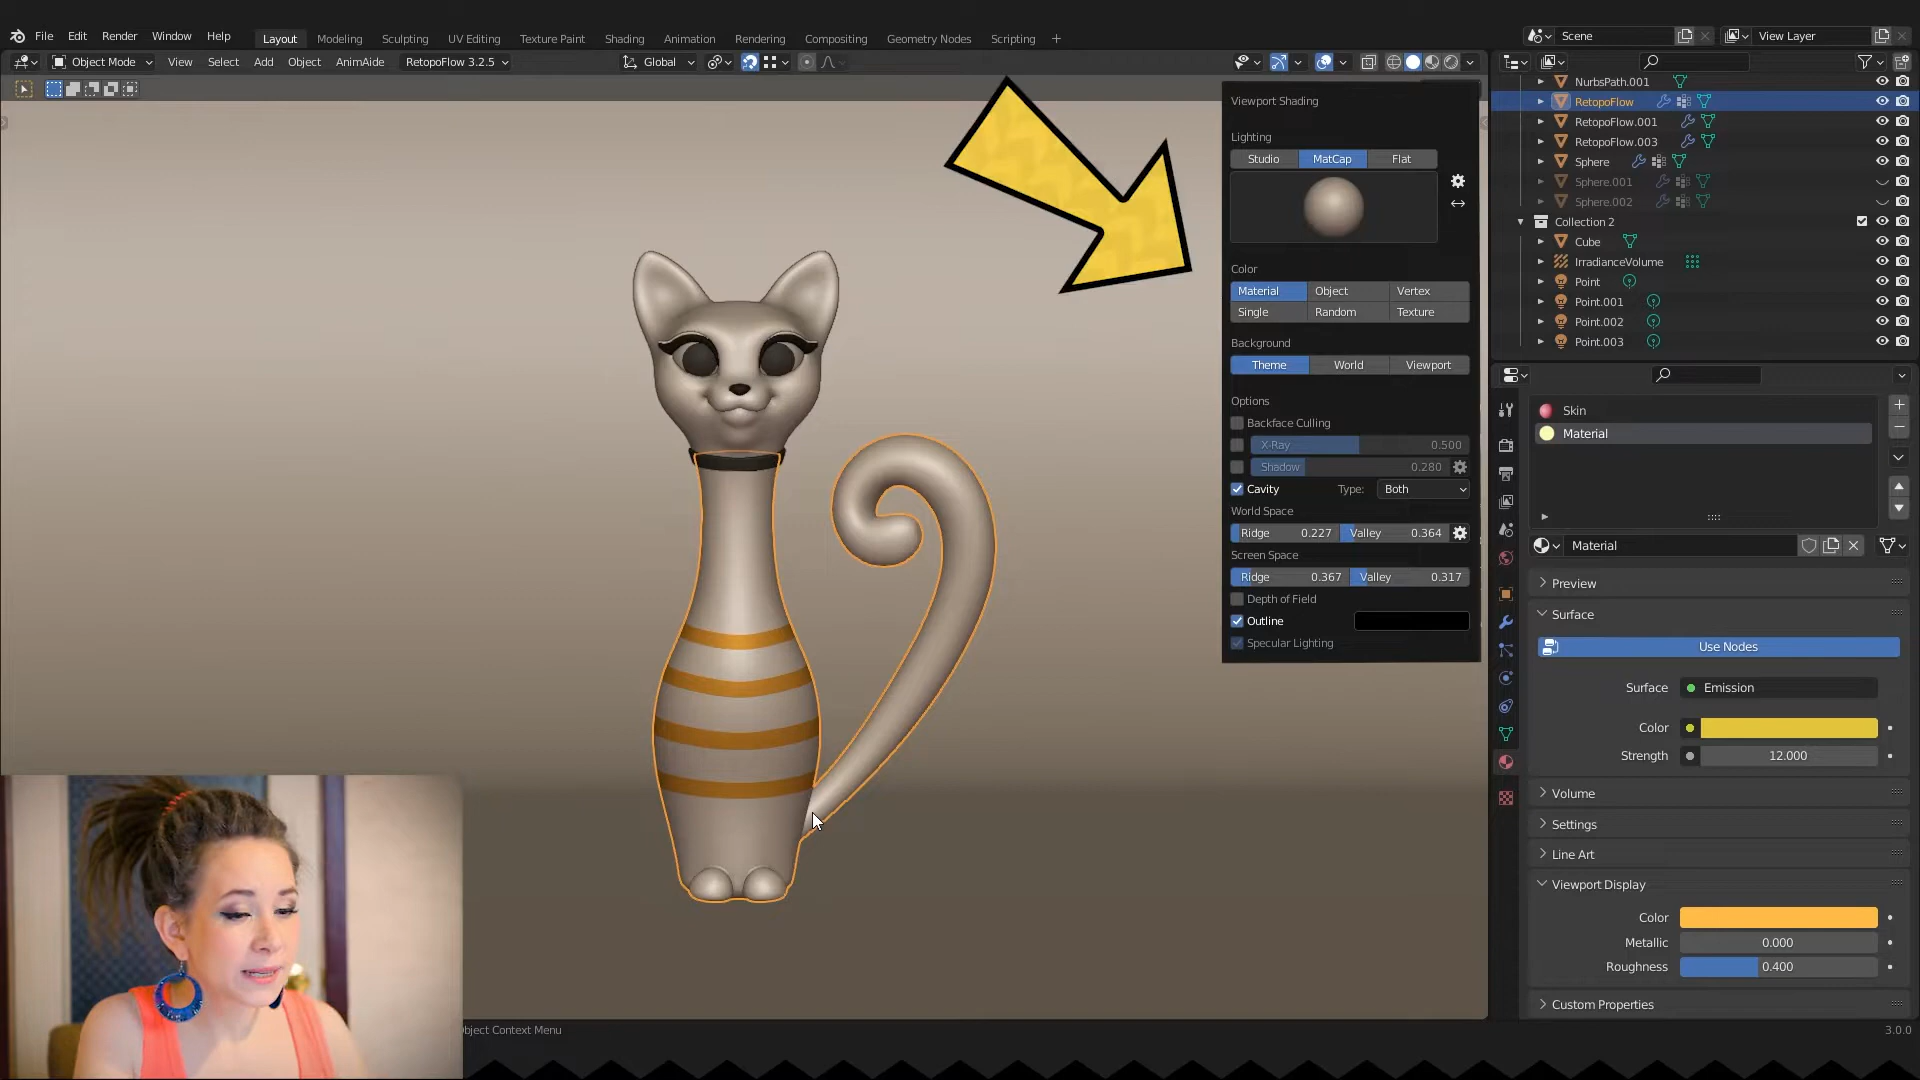 File Edit Render Window Help Layout Modeling Sculpting UV Editing Texture Paint Shading Animation Rendering Compositing Geometry Nodes Scripting + Scene View Layer
Object Mode View Select Add Object AnimAide RetopoFlow 3.2.5 Global
Viewport Shading
Lighting
Studio MatCap Flat
Color
Material Object Vertex
Single Random Texture
Background
Theme World Viewport
Options
Backface Culling
X-Ray 0.500
Shadow 0.280
Cavity Type: Both
World Space
Ridge 0.227 Valley 0.364
Screen Space
Ridge 0.367 Valley 0.317
Depth of Field
Outline
Specular Lighting
NurbsPath.001
RetopoFlow
RetopoFlow.001
RetopoFlow.003
Sphere
Sphere.001
Sphere.002
Collection 2
Cube
IrradianceVolume
Point
Point.001
Point.002
Point.003
Skin
Material
Material
Preview
Surface
Use Nodes
Surface Emission
Color
Strength 12.000
Volume
Settings
Line Art
Viewport Display
Color
Metallic 0.000
Roughness 0.400
Custom Properties
bject Context Menu
3.0.0